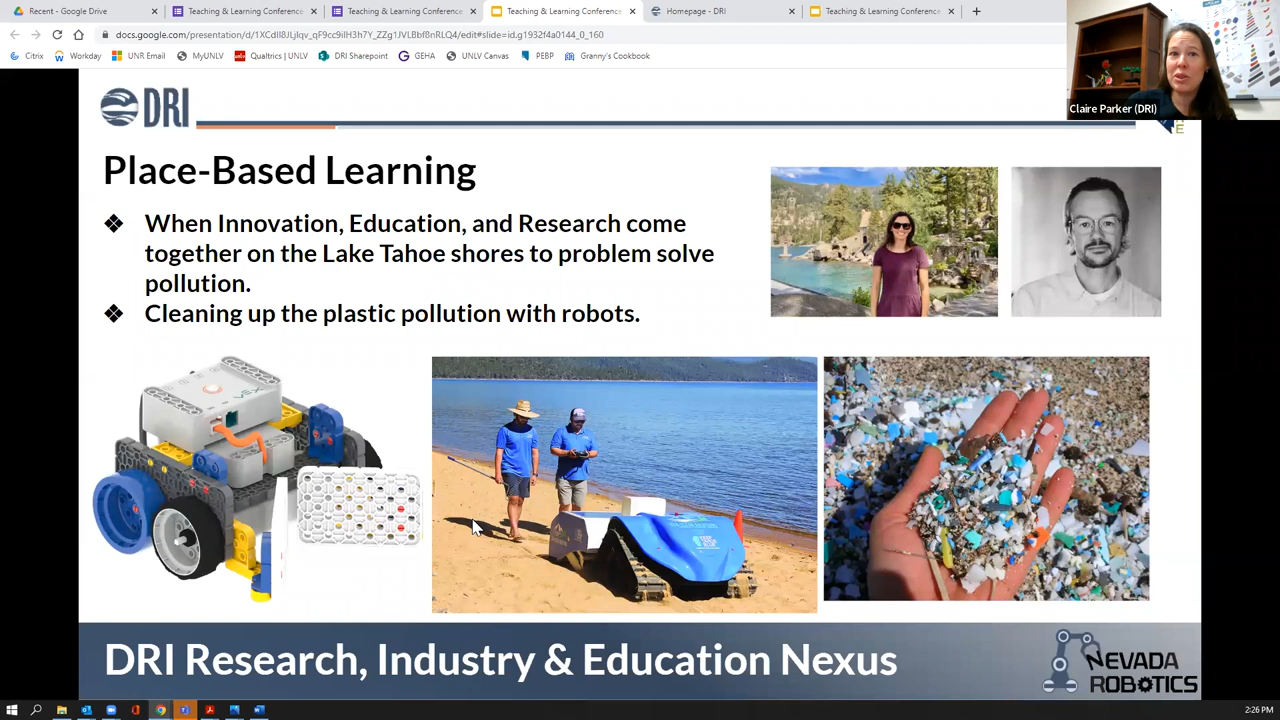 Recent - Google Drive
Teaching & Learning Conference
Teaching & Learning Conference
Teaching & Learning Conference
Homepage - DRI
Teaching & Learning Conference
docs.google.com/presentation/d/
/edit#slide=id.g1952f4a0144_0_160
Citrix
Workday
UNR Email
MyUNLV
Qualtrics | UNLV
DRI Sharepoint
GEHA
UNLV Canvas
PEBP
Granny's Cookbook
Claire Parker (DRI)
DRI
Place-Based Learning
❖ When Innovation, Education, and Research come
together on the Lake Tahoe shores to problem solve
pollution.
❖ Cleaning up the plastic pollution with robots.
VEX
DRI Research, Industry & Education Nexus
NEVADA
ROBOTICS
2:26 PM